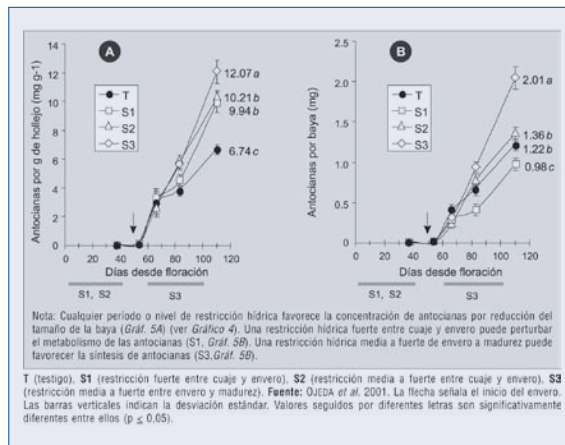 A
B
Antocianas por g de hollejo (mg g-1)
14
12
10
8
6
4
2
0
T
S1
S2
S3
12.07 a
10.21 b
9.94 b
6.74 c
0 20 40 60 80 100 120
Días desde floración
S1, S2
S3
Antocianas por baya (mg)
2.5
2.0
1.5
1.0
0.5
0.0
T
S1
S2
S3
2.01 a
1.36 b
1.22 b
0.98 c
0 20 40 60 80 100 120
Días desde floración
S1, S2
S3
Nota: Cualquier período o nivel de restricción hídrica favorece la concentración de antocianas por reducción del
tamaño de la baya (Gráf. 5A) (ver Gráfico 4). Una restricción hídrica fuerte entre cuaje y envero puede perturbar
el metabolismo de las antocianas (S1, Gráf. 5B). Una restricción hídrica media a fuerte de envero a madurez puede
favorecer la síntesis de antocianas (S3, Gráf. 5B).
T (testigo), S1 (restricción fuerte entre cuaje y envero), S2 (restricción media a fuerte entre cuaje y envero), S3
(restricción media a fuerte entre envero y madurez). Fuente: OJEDA et al. 2001. La flecha señala el inicio del envero.
Las barras verticales indican la desviación estándar. Valores seguidos por diferentes letras son significativamente
diferentes entre ellos (p ≤ 0,05).